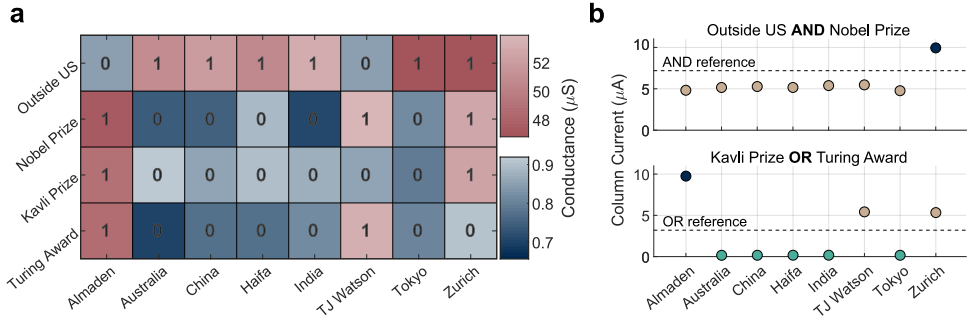 a
Outside US 0 1 1 1 1 0 1 1
Nobel Prize 1 0 0 0 0 1 0 1
Kavli Prize 1 0 0 0 0 0 0 1
Turing Award 1 0 0 0 0 1 0 0
Almaden Australia China Haifa India TJ Watson Tokyo Zurich
52
50
48
0.9
0.8
0.7
Conductance (µS)
b
Outside US AND Nobel Prize
10
AND reference
5
0
Kavli Prize OR Turing Award
10
5
OR reference
0
Column Current (µA)
Almaden Australia China Haifa India TJ Watson Tokyo Zurich